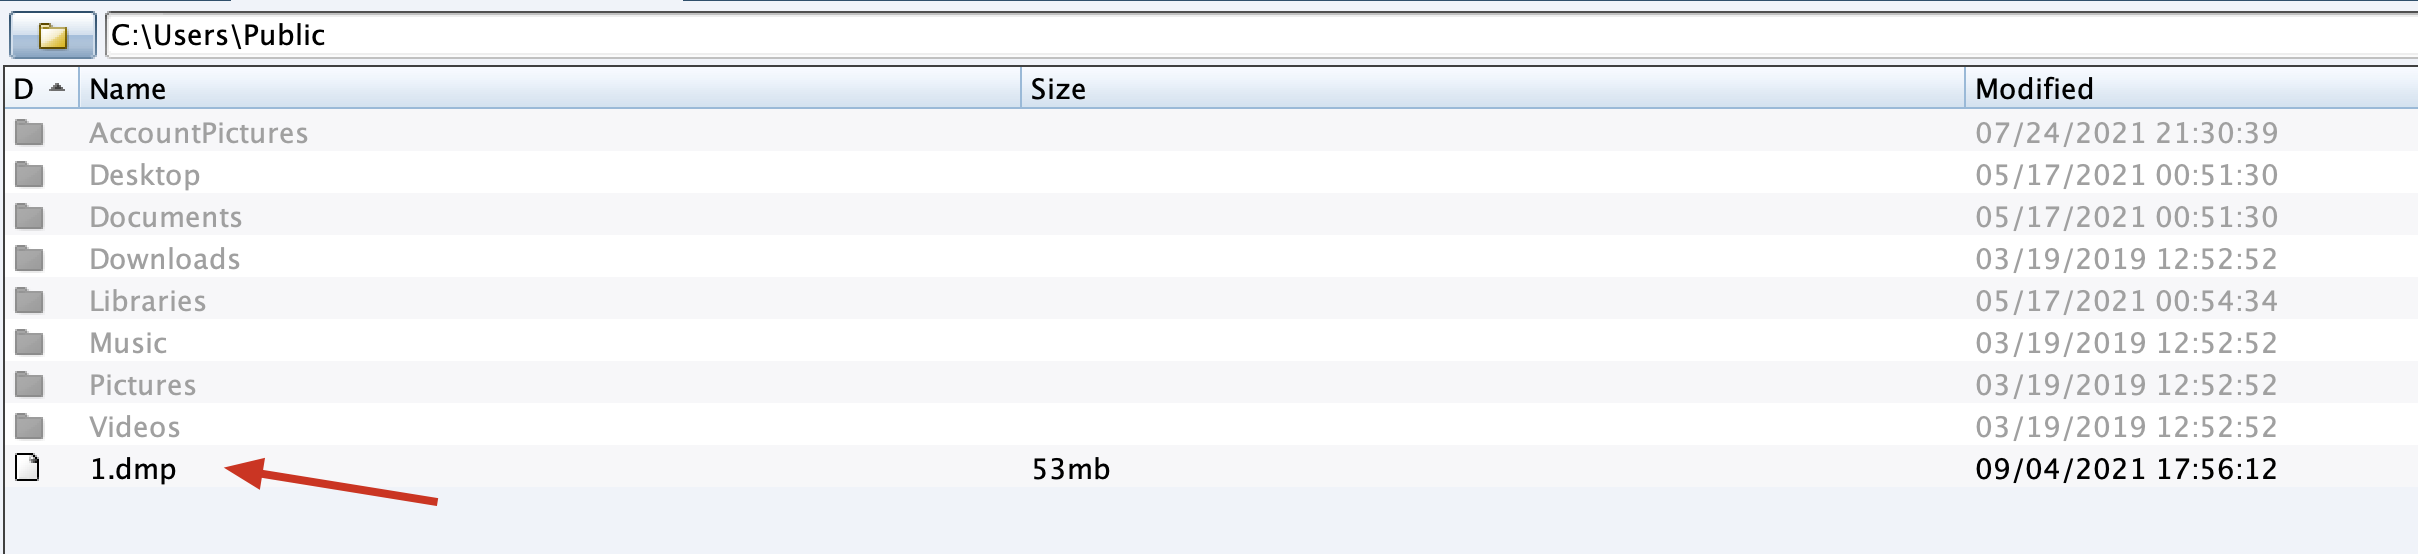 C:\Users\Public
D Name Size Modified
AccountPictures 07/24/2021 21:30:39
Desktop 05/17/2021 00:51:30
Documents 05/17/2021 00:51:30
Downloads 03/19/2019 12:52:52
Libraries 05/17/2021 00:54:34
Music 03/19/2019 12:52:52
Pictures 03/19/2019 12:52:52
Videos 03/19/2019 12:52:52
1.dmp 53mb 09/04/2021 17:56:12